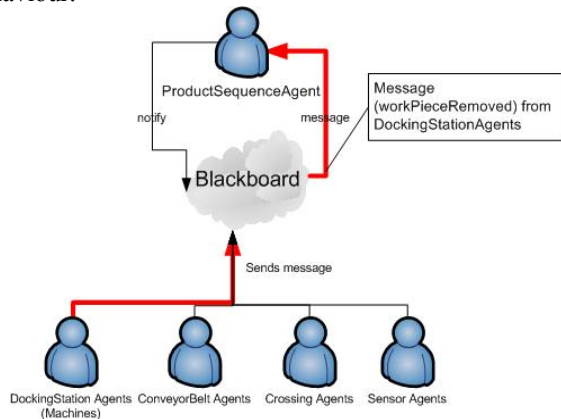 aviour.
ProductSequenceAgent
notify
message
Message
(workPieceRemoved) from
DockingStationAgents
Blackboard
Sends message
DockingStation Agents
(Machines)
ConveyorBelt Agents
Crossing Agents
Sensor Agents